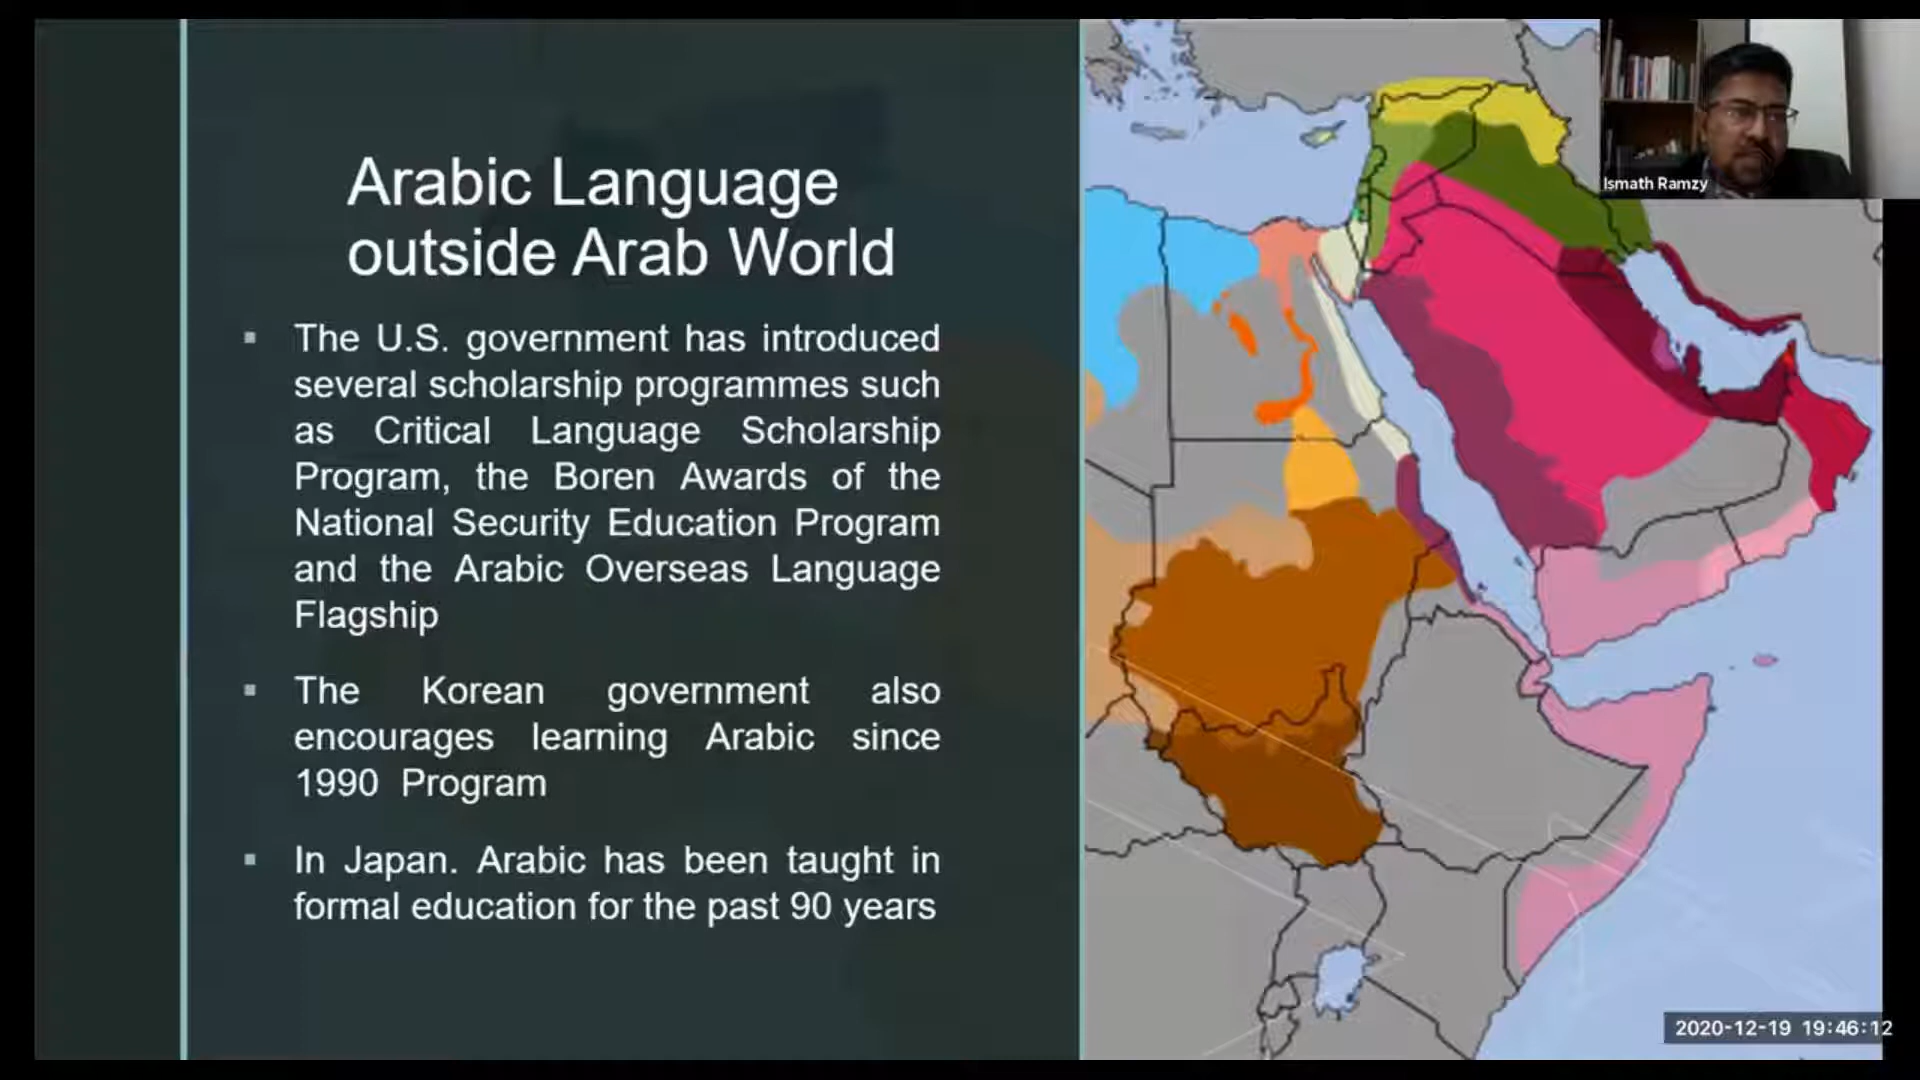 Arabic Language
outside Arab World
▪ The U.S. government has introduced
several scholarship programmes such
as Critical Language Scholarship
Program, the Boren Awards of the
National Security Education Program
and the Arabic Overseas Language
Flagship
▪ The Korean government also
encourages learning Arabic since
1990 Program
▪ In Japan. Arabic has been taught in
formal education for the past 90 years
Ismath Ramzy
2020-12-19 19:46:12